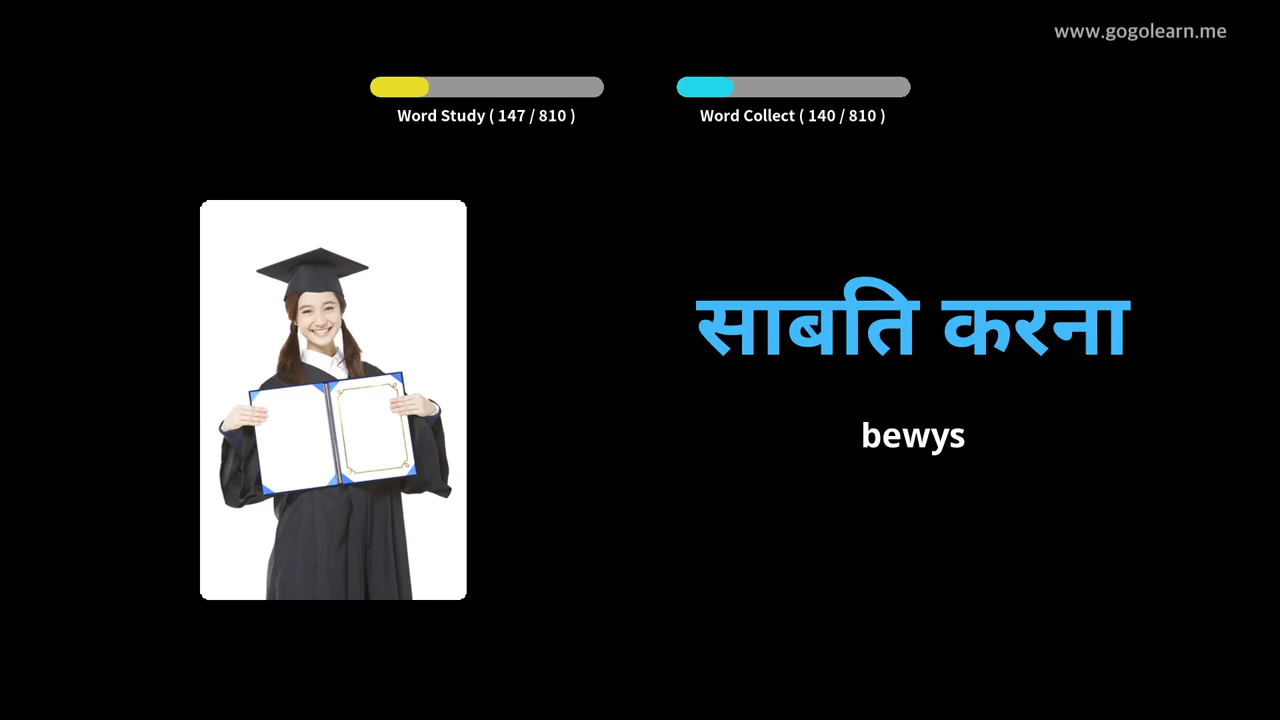 www.gogolearn.me
Word Study ( 147 / 810 )
Word Collect ( 140 / 810 )
साबति करना
bewys